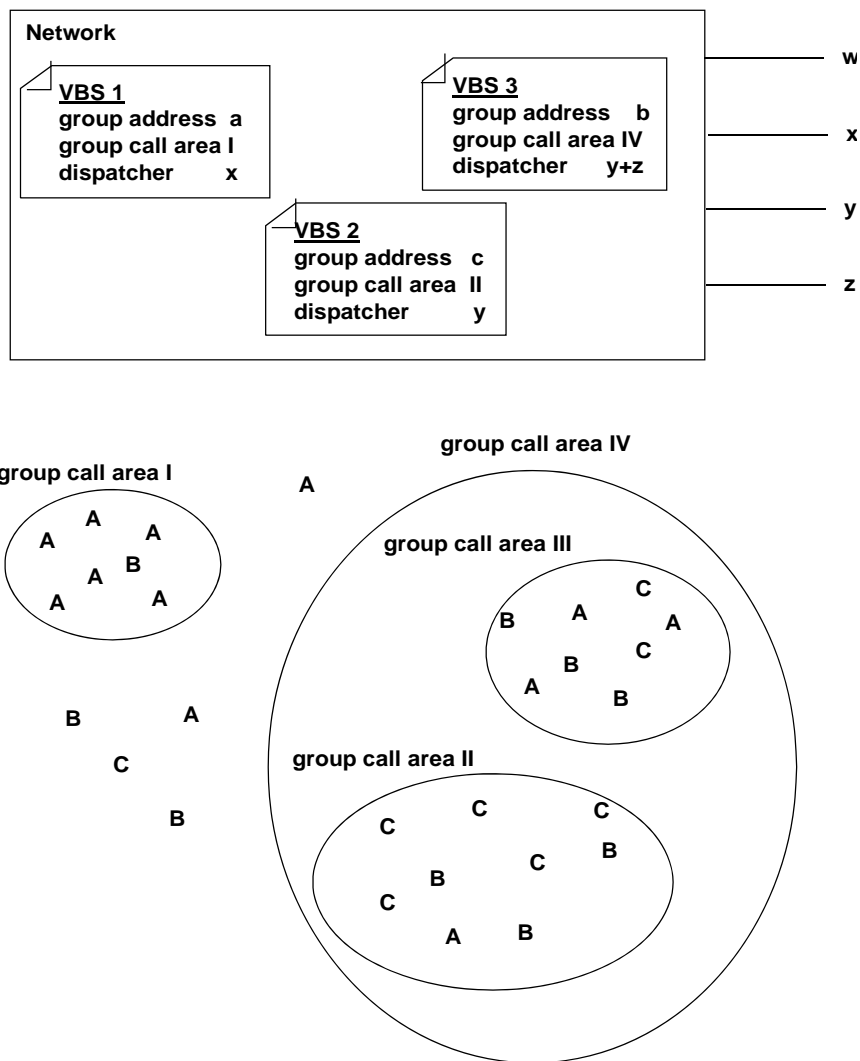 Network
w
VBS 1
group address a
group call area I
dispatcher x
VBS 3
group address b
group call area IV
dispatcher y+z
x
y
VBS 2
group address c
group call area II
dispatcher y
z
group call area IV
group call area I
A
A
A
A
A
B
A
A
group call area III
C
B
A
A
C
B
A
B
B
A
C
B
group call area II
C
C
C
C
B
B
C
A
B